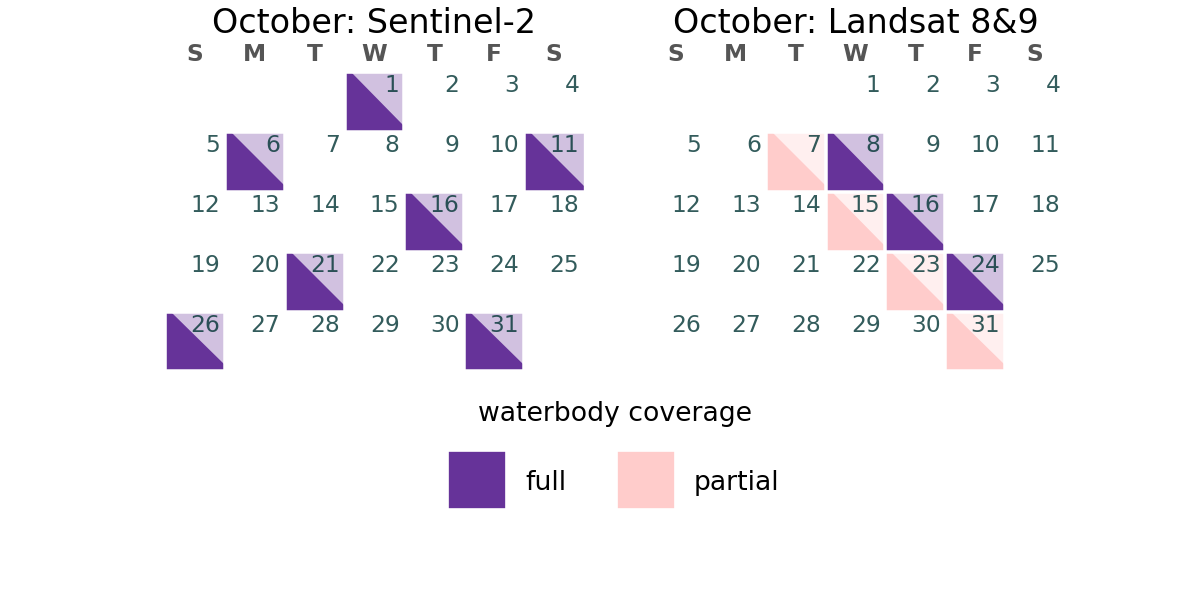 October: Sentinel-2
S M T W T F S
1 2 3 4
5 6 7 8 9 10 11
12 13 14 15 16 17 18
19 20 21 22 23 24 25
26 27 28 29 30 31
October: Landsat 8&9
S M T W T F S
1 2 3 4
5 6 7 8 9 10 11
12 13 14 15 16 17 18
19 20 21 22 23 24 25
26 27 28 29 30 31
waterbody coverage
full
partial